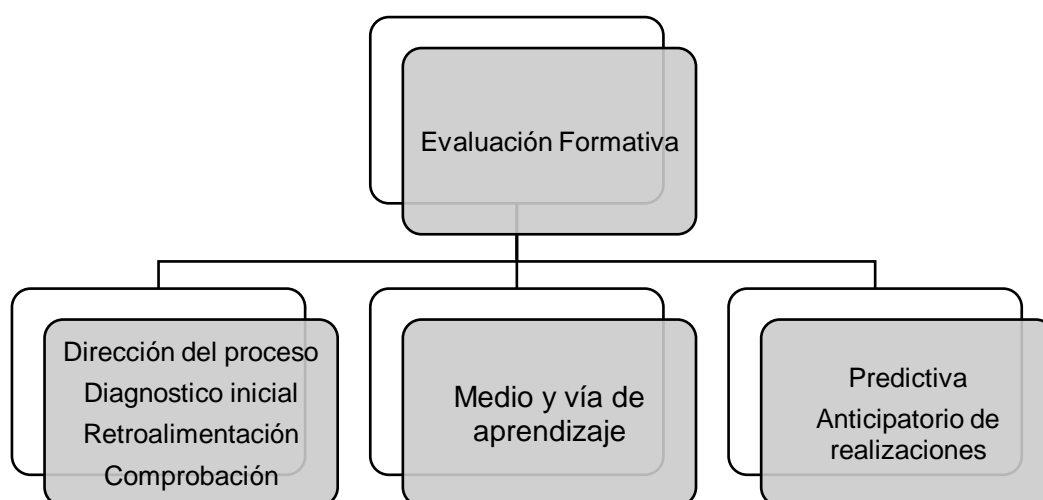 Evaluación Formativa
Dirección del proceso
Diagnostico inicial
Retroalimentación
Comprobación
Medio y vía de
aprendizaje
Predictiva
Anticipatorio de
realizaciones